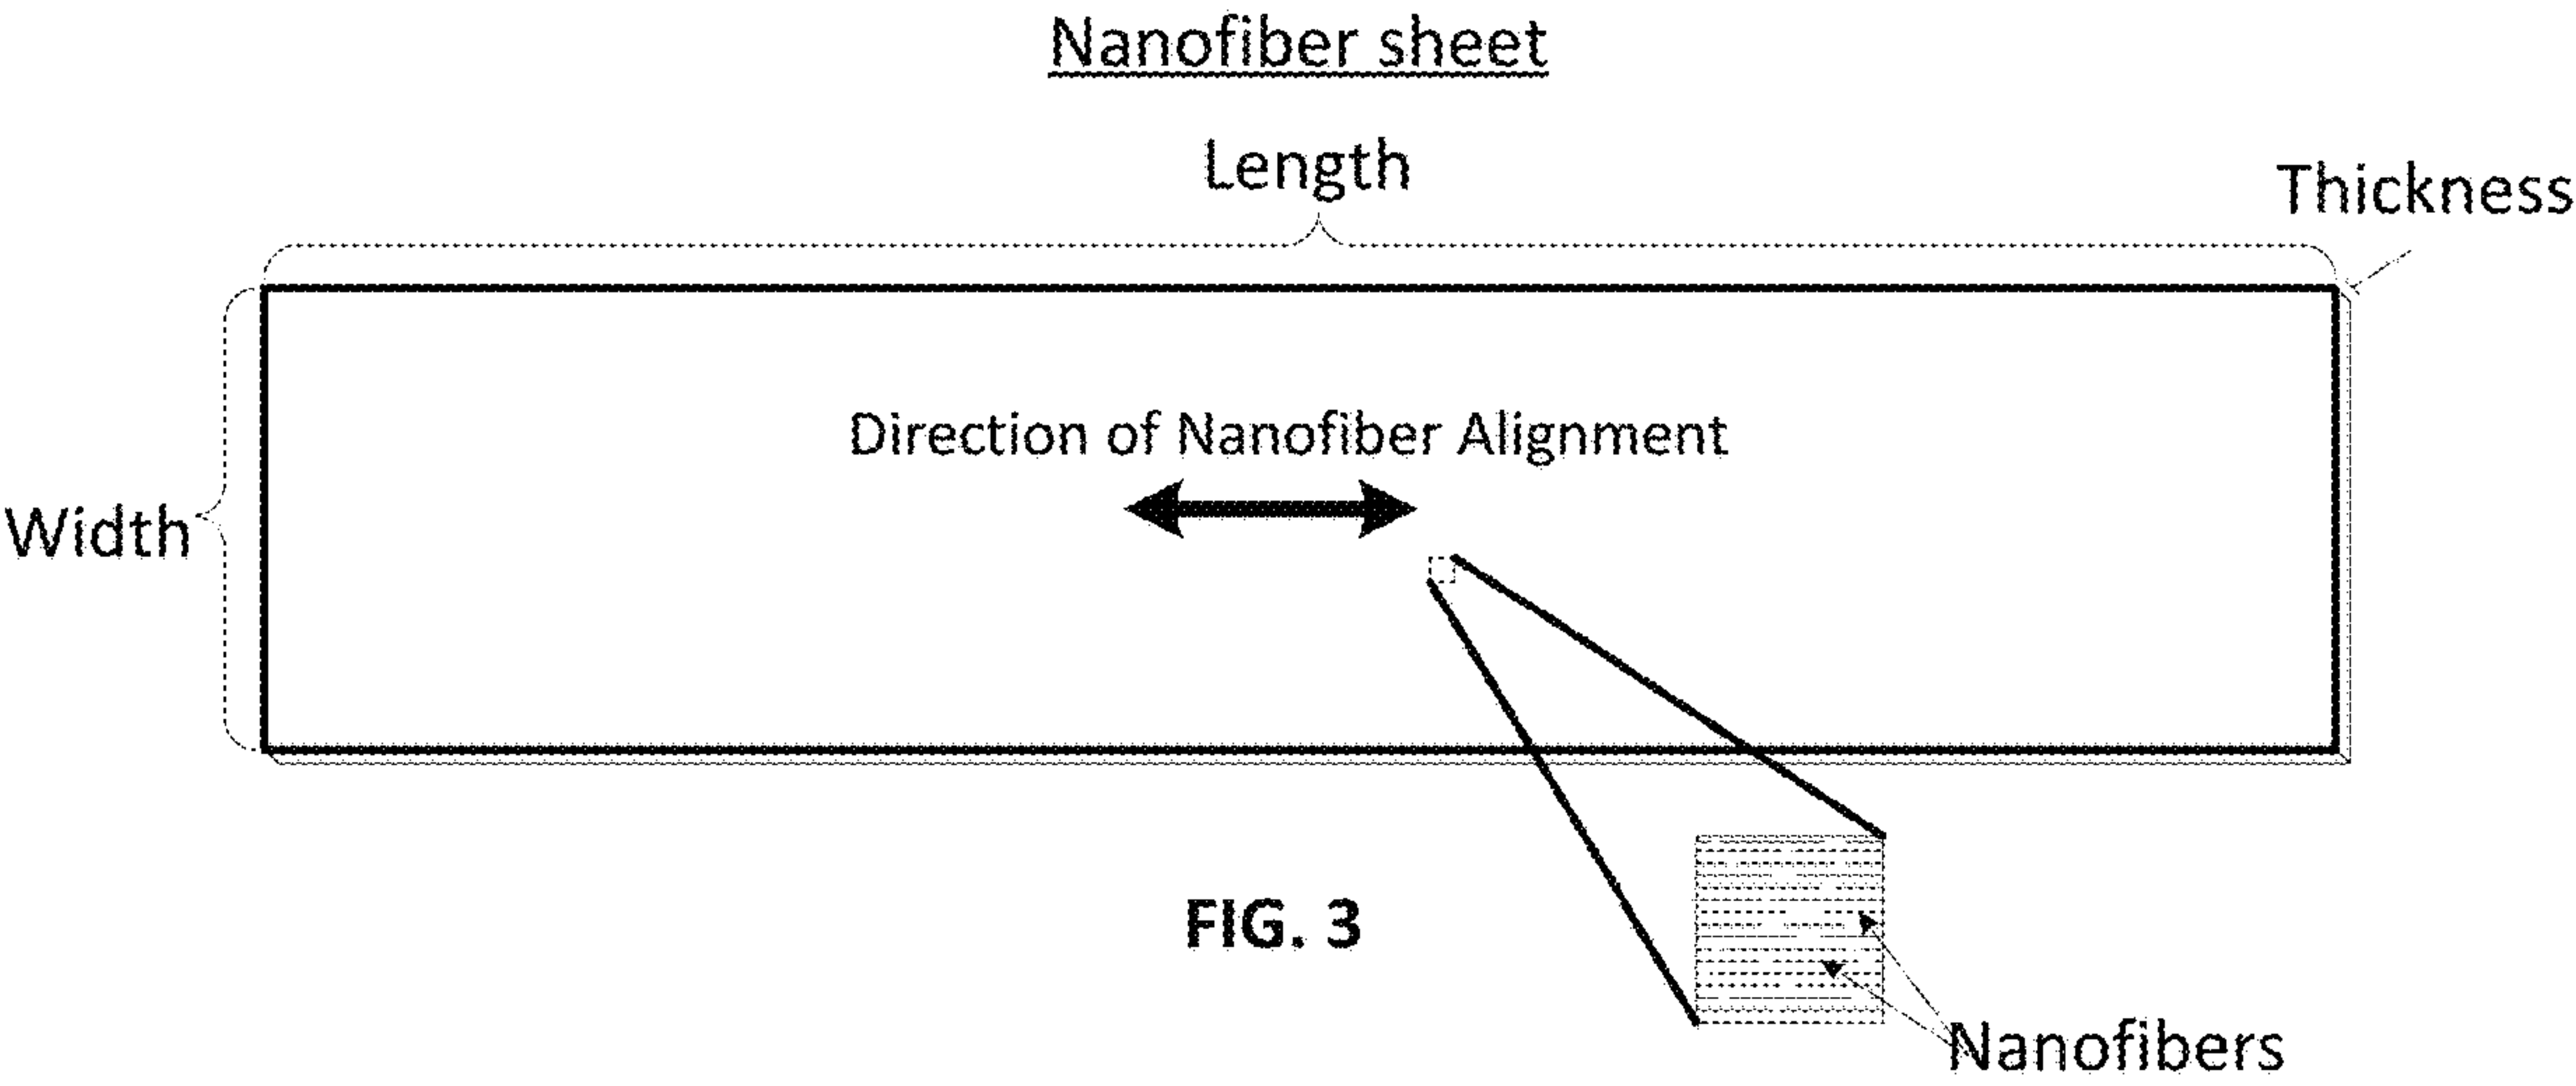 Nanofiber sheet
Length
Thickness
Direction of Nanofiber Alignment
Width
FIG. 3
Nanofibers